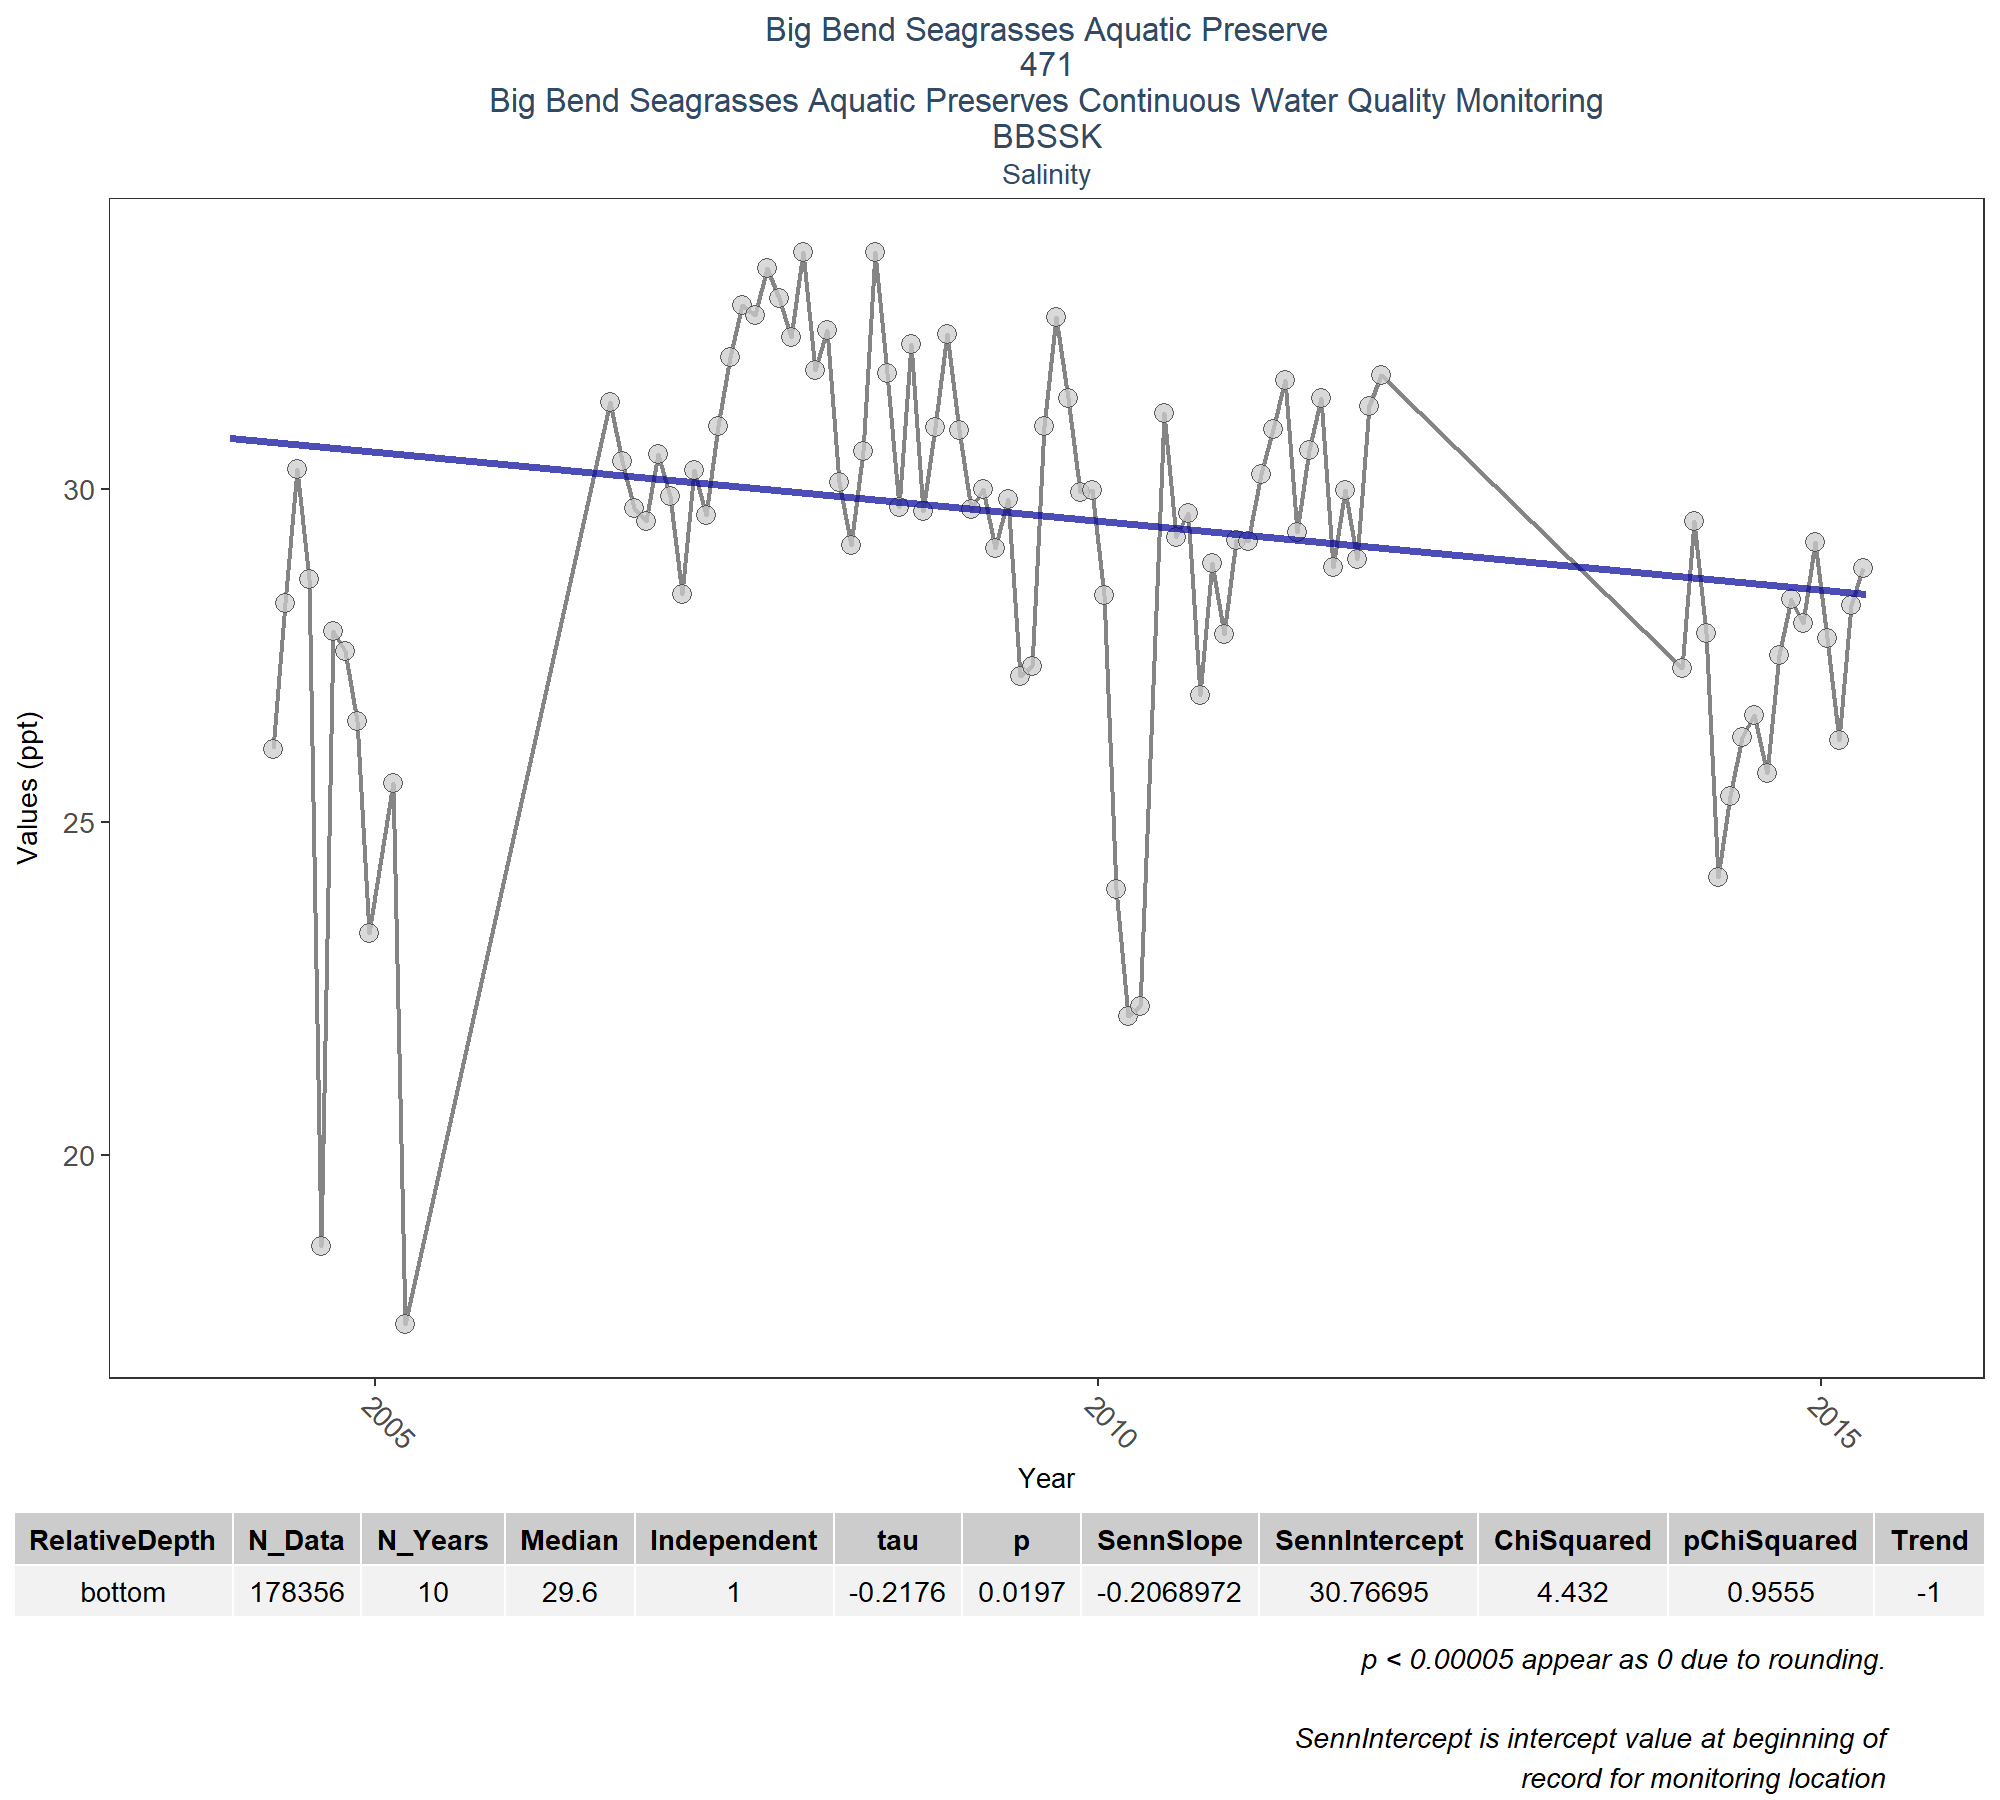 Big Bend Seagrasses Aquatic Preserve
471
Big Bend Seagrasses Aquatic Preserves Continuous Water Quality Monitoring
BBSSK
Salinity
Values (ppt)
30
25
20
2005
2010
2015
Year
RelativeDepth N_Data N_Years Median Independent tau p SennSlope SennIntercept ChiSquared pChiSquared Trend
bottom 178356 10 29.6 1 -0.2176 0.0197 -0.2068972 30.76695 4.432 0.9555 -1
p < 0.00005 appear as 0 due to rounding.
SennIntercept is intercept value at beginning of
record for monitoring location